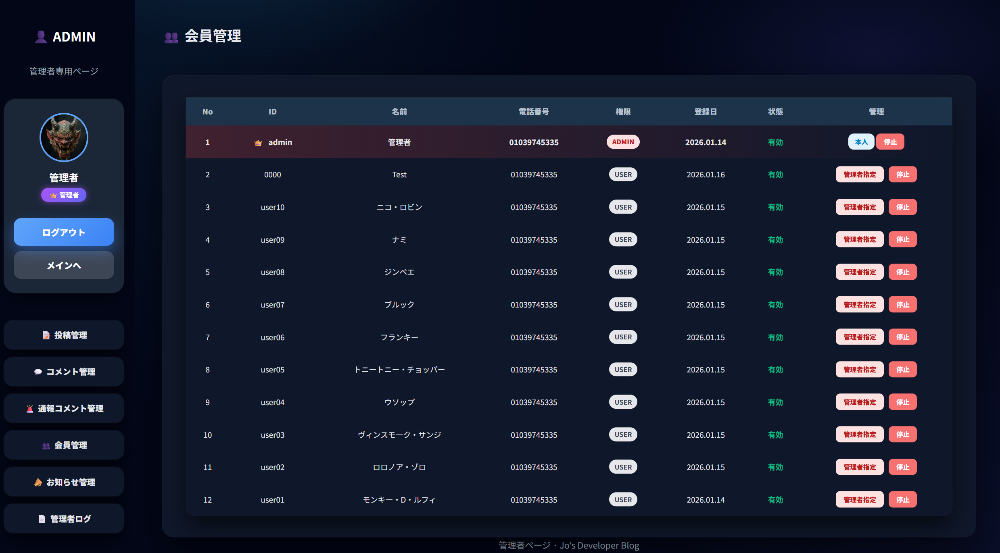 ADMIN
管理者専用ページ
管理者
管理者
ログアウト
メインへ
投稿管理
コメント管理
通報コメント管理
会員管理
お知らせ管理
管理者ログ
会員管理
No ID 名前 電話番号 権限 登録日 状態 管理
1 admin 管理者 01039745335 ADMIN 2026.01.14 有効 本人 停止
2 0000 Test 01039745335 USER 2026.01.16 有効 管理者指定 停止
3 user10 ニコ・ロビン 01039745335 USER 2026.01.15 有効 管理者指定 停止
4 user09 ナミ 01039745335 USER 2026.01.15 有効 管理者指定 停止
5 user08 ジンベエ 01039745335 USER 2026.01.15 有効 管理者指定 停止
6 user07 ブルック 01039745335 USER 2026.01.15 有効 管理者指定 停止
7 user06 フランキー 01039745335 USER 2026.01.15 有効 管理者指定 停止
8 user05 トニートニー・チョッパー 01039745335 USER 2026.01.15 有効 管理者指定 停止
9 user04 ウソップ 01039745335 USER 2026.01.15 有効 管理者指定 停止
10 user03 ヴィンスモーク・サンジ 01039745335 USER 2026.01.15 有効 管理者指定 停止
11 user02 ロロノア・ゾロ 01039745335 USER 2026.01.15 有効 管理者指定 停止
12 user01 モンキー・D・ルフィ 01039745335 USER 2026.01.14 有効 管理者指定 停止
管理者ページ · Jo's Developer Blog